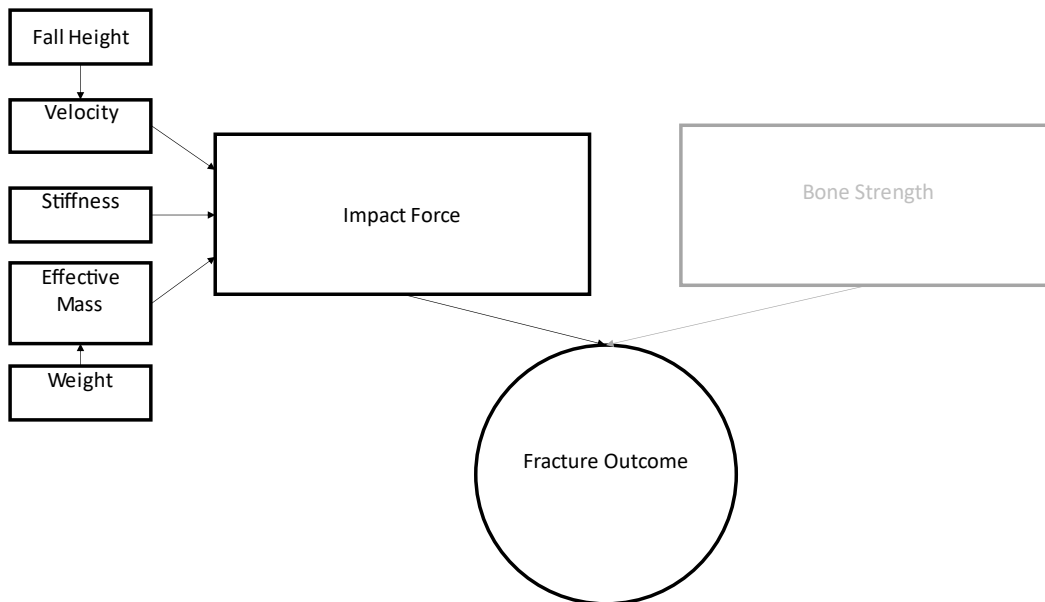 Fall Height
Velocity
Stiffness
Effective
Mass
Weight
Impact Force
Bone Strength
Fracture Outcome